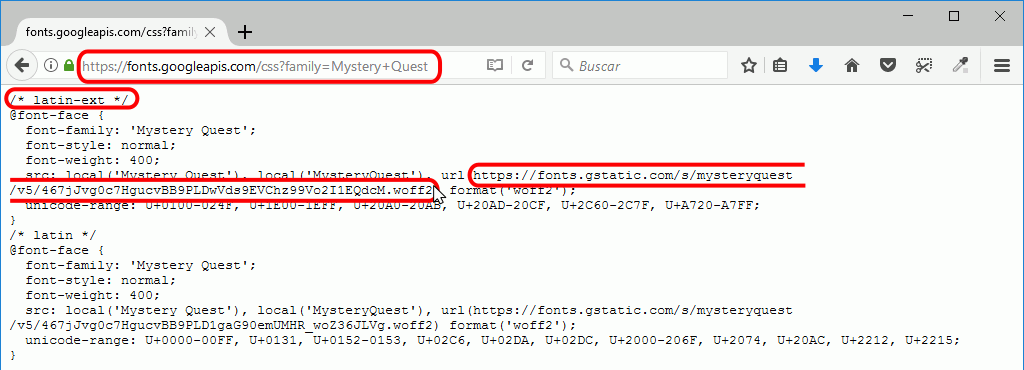 fonts.googleapis.com/css?famil
https://fonts.googleapis.com/css?family=Mystery+Quest
Buscar
/* latin-ext */
@font-face {
font-family: 'Mystery Quest';
font-style: normal;
font-weight: 400;
src: local('Mystery Quest'), local('MysteryQuest'), url(https://fonts.gstatic.com/s/mysteryquest
/v5/467jJvg0c7HgucvBB9PLDwVds9EVChz99Vo2I1EQdcM.woff2) format('woff2');
unicode-range: U+0100-024F, U+1E00-1EFF, U+20A0-20AB, U+20AD-20CF, U+2C60-2C7F, U+A720-A7FF;
}
/* latin */
@font-face {
font-family: 'Mystery Quest';
font-style: normal;
font-weight: 400;
src: local('Mystery Quest'), local('MysteryQuest'), url(https://fonts.gstatic.com/s/mysteryquest
/v5/467jJvg0c7HgucvBB9PLD1gaG90emUMHR_woZ36JLVg.woff2) format('woff2');
unicode-range: U+0000-00FF, U+0131, U+0152-0153, U+02C6, U+02DA, U+02DC, U+2000-206F, U+2074, U+20AC, U+2212, U+2215;
}